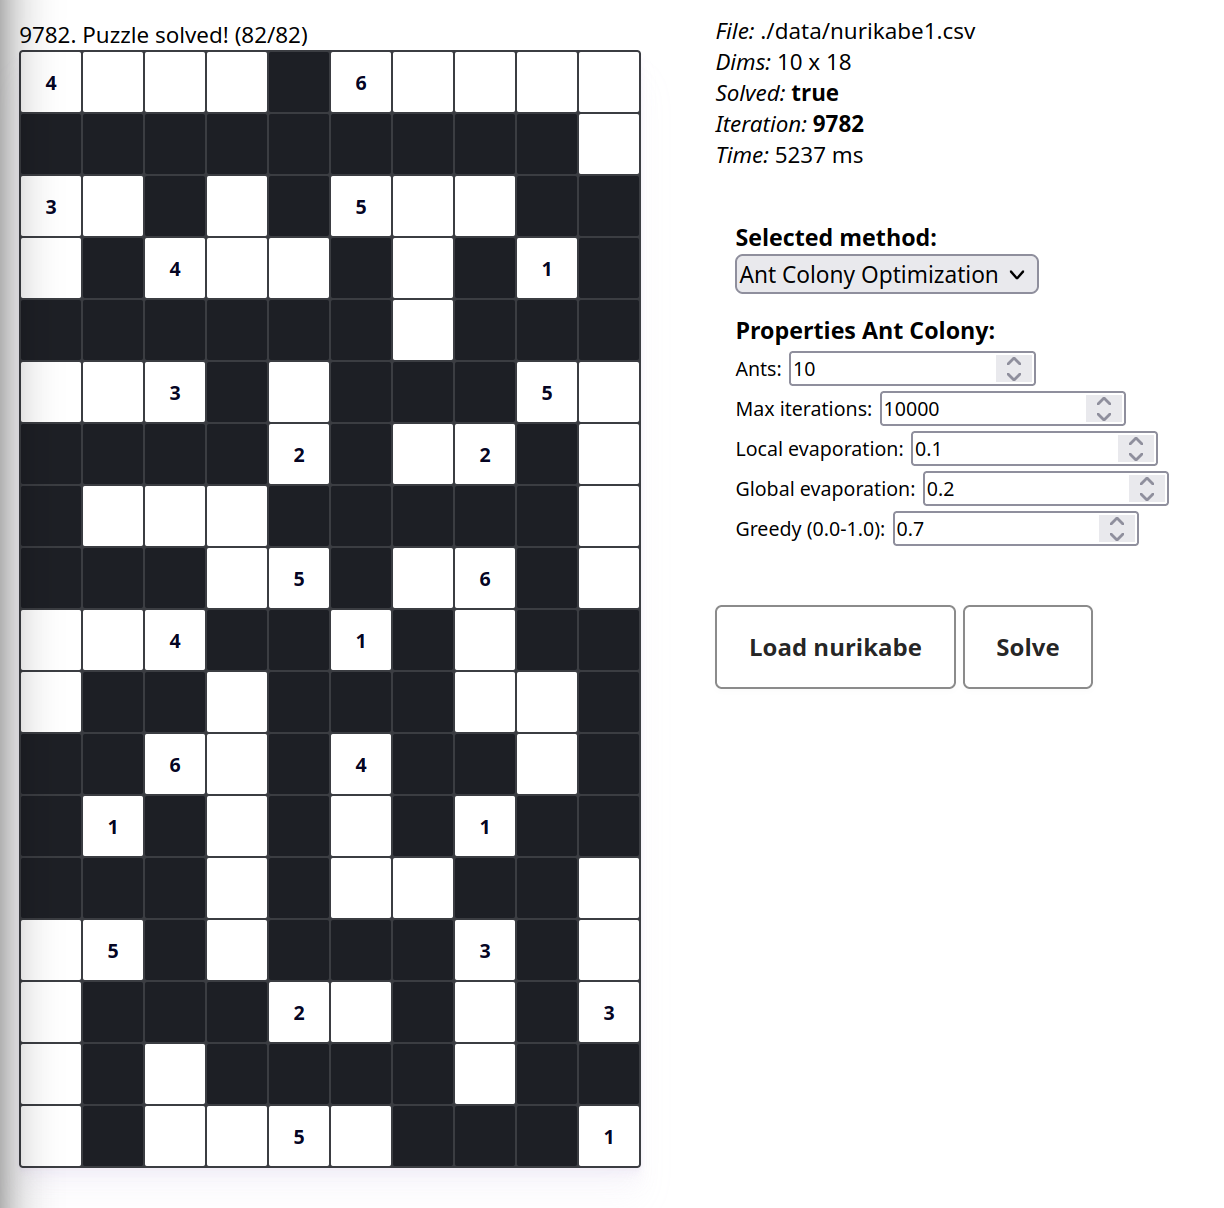 9782. Puzzle solved! (82/82)
4 6
3 5
4 1
3 5
2 2
5 6
4 1
6 4
1 1
5 3
2 3
5 1
File: ./data/nurikabe1.csv
Dims: 10 x 18
Solved: true
Iteration: 9782
Time: 5237 ms
Selected method:
Ant Colony Optimization
Properties Ant Colony:
Ants: 10
Max iterations: 10000
Local evaporation: 0.1
Global evaporation: 0.2
Greedy (0.0-1.0): 0.7
Load nurikabe Solve